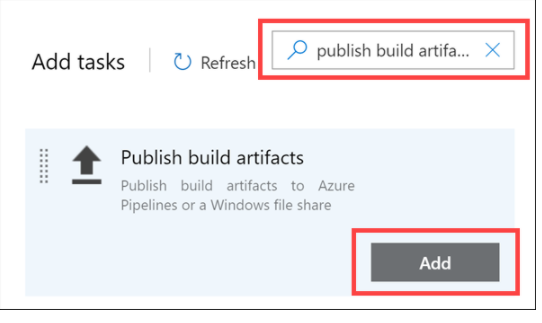 Add tasks
Refresh
publish build artifa...
Publish build artifacts
Publish build artifacts to Azure
Pipelines or a Windows file share
Add